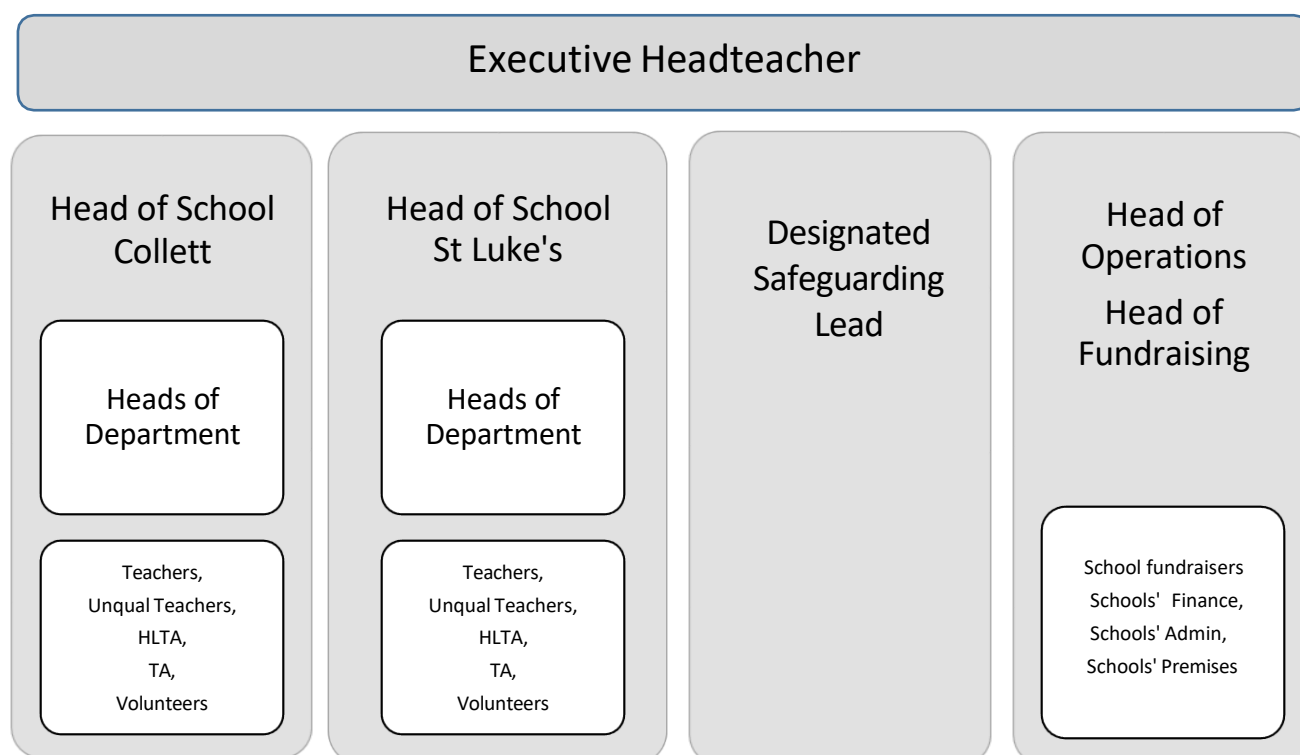 Executive Headteacher
Head of School
Collett
Heads of
Department
Teachers,
Unqual Teachers,
HLTA,
TA,
Volunteers
Head of School
St Luke's
Heads of
Department
Teachers,
Unqual Teachers,
HLTA,
TA,
Volunteers
Designated
Safeguarding
Lead
Head of
Operations
Head of
Fundraising
School fundraisers
Schools' Finance,
Schools' Admin,
Schools' Premises